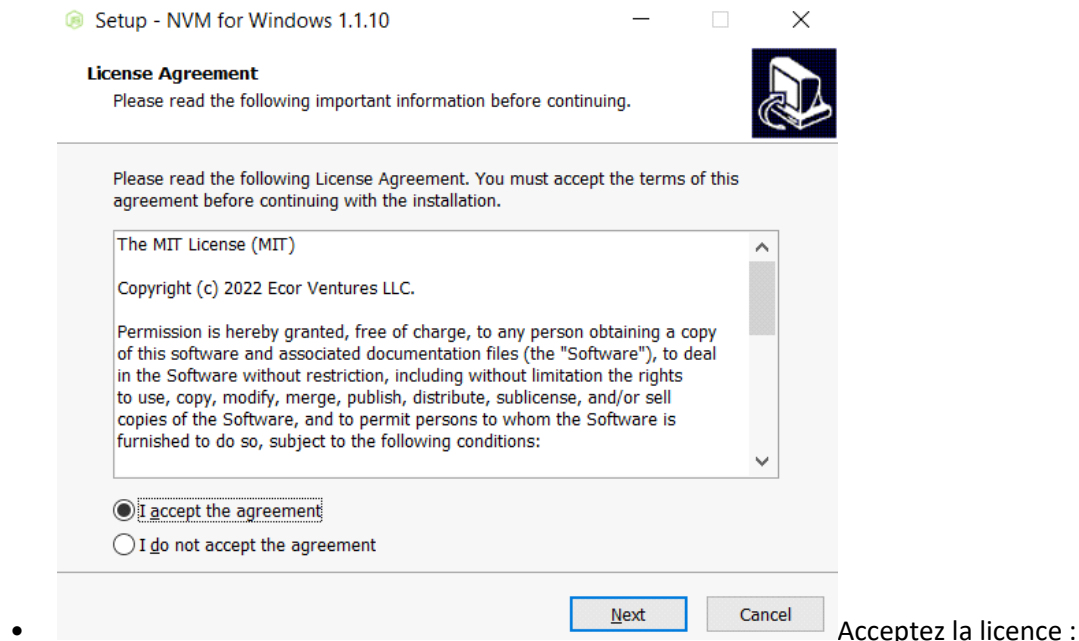 Setup - NVM for Windows 1.1.10
License Agreement
Please read the following important information before continuing.
Please read the following License Agreement. You must accept the terms of this
agreement before continuing with the installation.
The MIT License (MIT)
Copyright (c) 2022 Ecor Ventures LLC.
Permission is hereby granted, free of charge, to any person obtaining a copy
of this software and associated documentation files (the "Software"), to deal
in the Software without restriction, including without limitation the rights
to use, copy, modify, merge, publish, distribute, sublicense, and/or sell
copies of the Software, and to permit persons to whom the Software is
furnished to do so, subject to the following conditions:
I accept the agreement
I do not accept the agreement
Next Cancel
• Acceptez la licence :